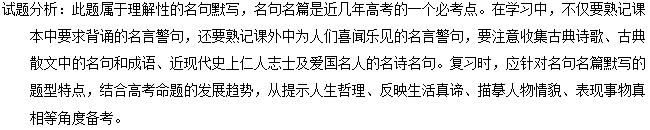 试题分析：此题属于理解性的名句默写，名句名篇是近几年高考的一个必考点。在学习中，不仅要熟记课
本中要求背诵的名言警句，还要熟记课外中为人们喜闻乐见的名言警句，要注意收集古典诗歌、古典
散文中的名句和成语、近现代史上仁人志士及爱国名人的名诗名句。复习时，应针对名句名篇默写的
题型特点，结合高考命题的发展趋势，从提示人生哲理、反映生活真谛、描摹人物情貌、表现事物真
相等角度备考。